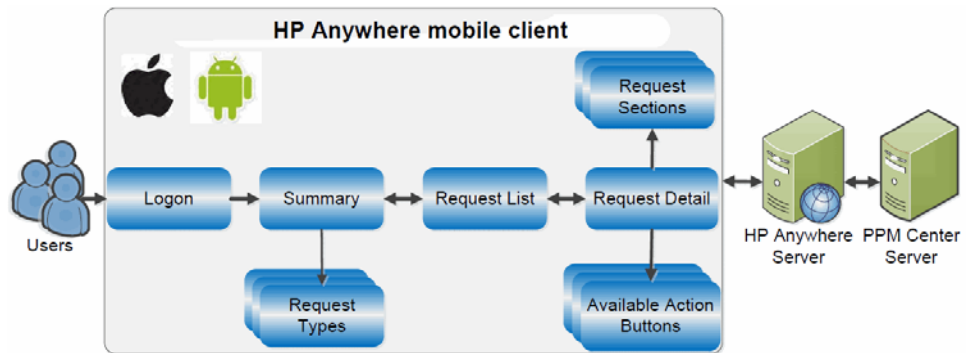 HP Anywhere mobile client
Request
Sections
Logon
Summary
Request List
Request Detail
Users
HP Anywhere
Server
PPM Center
Server
Request
Types
Available Action
Buttons